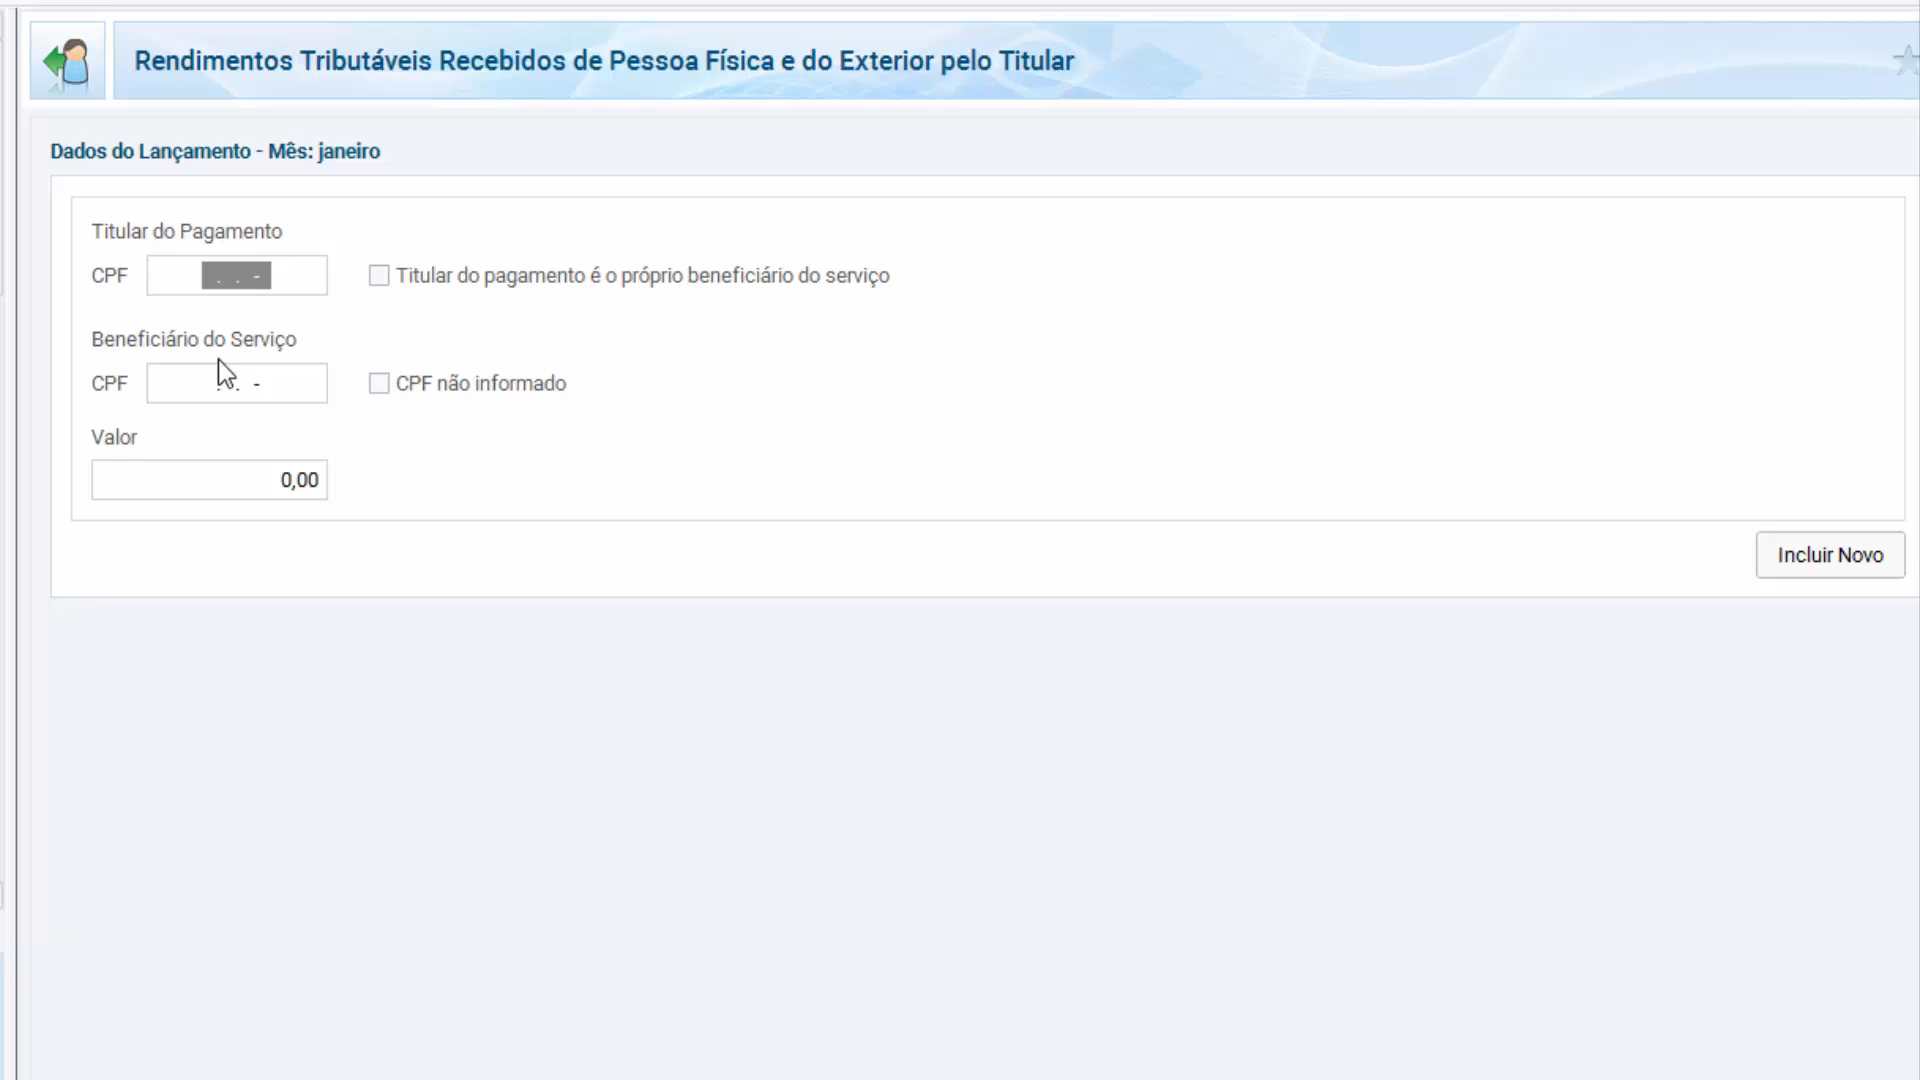 Rendimentos Tributáveis Recebidos de Pessoa Física e do Exterior pelo Titular
Dados do Lançamento - Mês: janeiro
Titular do Pagamento
CPF . . - Titular do pagamento é o próprio beneficiário do serviço
Beneficiário do Serviço
CPF . . - CPF não informado
Valor
0,00
Incluir Novo